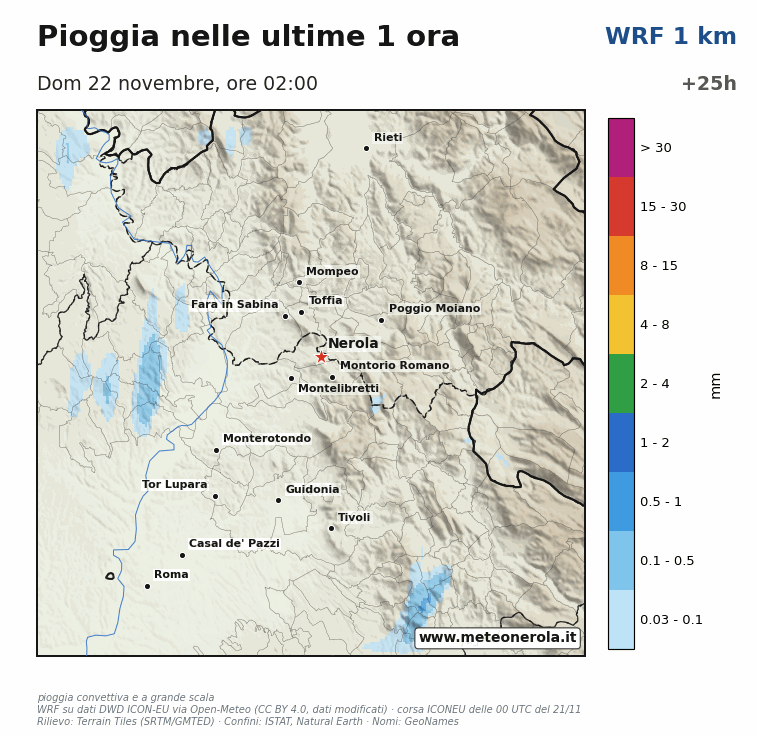 Pioggia nelle ultime 1 ora
WRF 1 km
Dom 22 novembre, ore 02:00
+25h
Rieti
Mompeo
Toffia
Fara in Sabina
Poggio Moiano
Nerola
Montorio Romano
Montelibretti
Monterotondo
Tor Lupara
Guidonia
Tivoli
Casal de' Pazzi
Roma
www.meteonerola.it
> 30
15 - 30
8 - 15
4 - 8
2 - 4
1 - 2
0.5 - 1
0.1 - 0.5
0.03 - 0.1
mm
pioggia convettiva e a grande scala
WRF su dati DWD ICON-EU via Open-Meteo (CC BY 4.0, dati modificati) · corsa ICONEU delle 00 UTC del 21/11
Rilievo: Terrain Tiles (SRTM/GMTED) · Confini: ISTAT, Natural Earth · Nomi: GeoNames